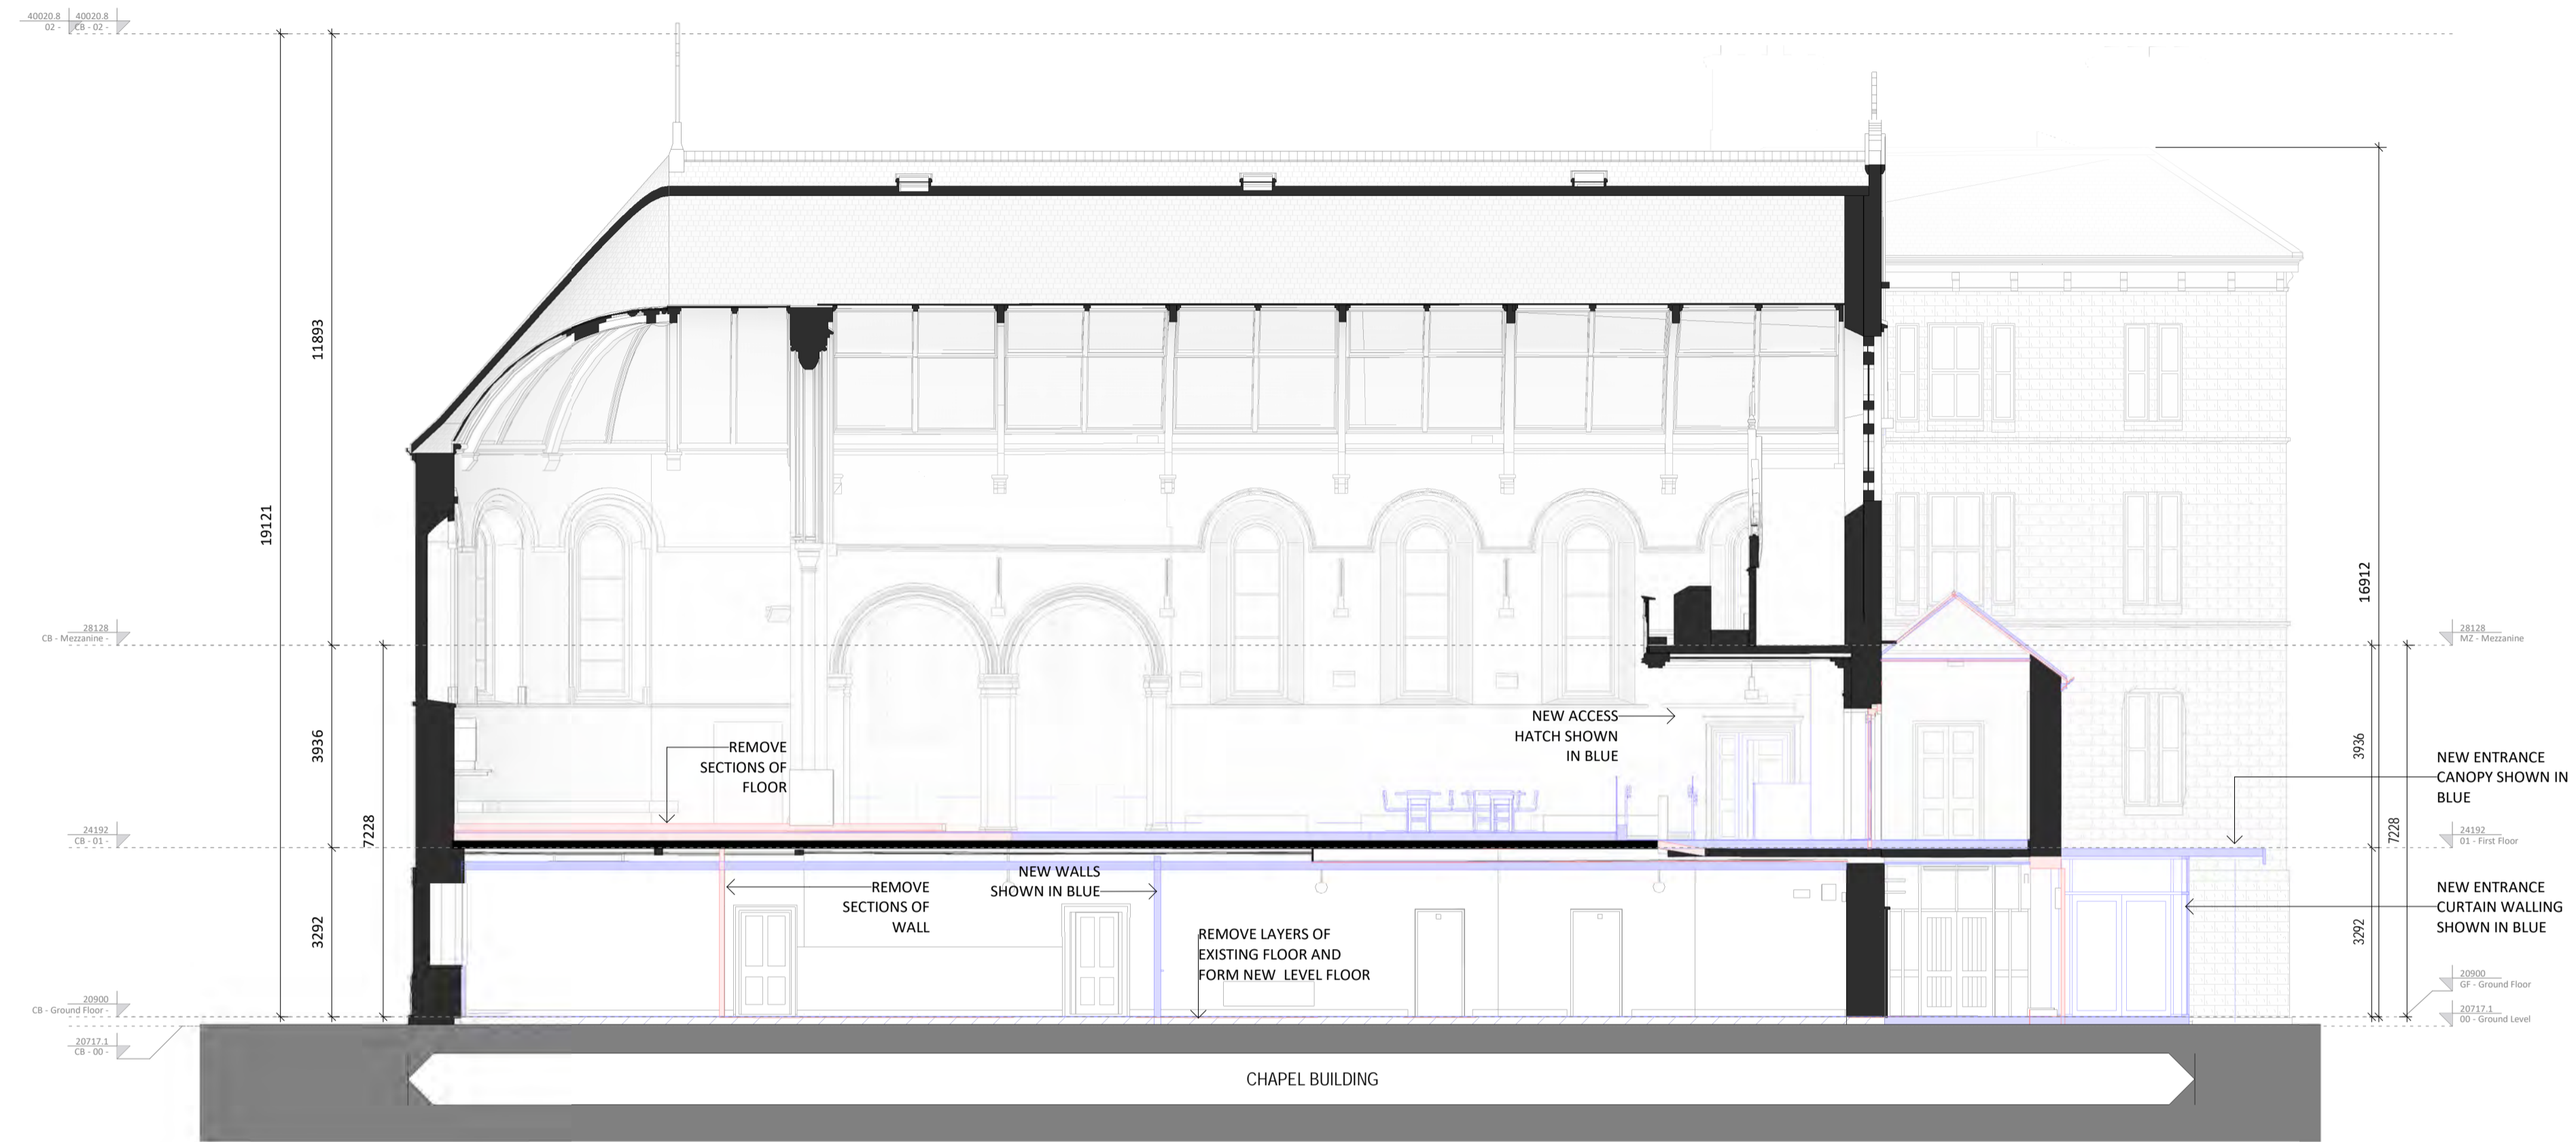 40020.8
02 -
40020.8
CB - 02 -
11893
19121
16912
28128
CB - Mezzanine -
28128
MZ - Mezzanine
3936
7228
3936
7228
NEW ACCESS
HATCH SHOWN
IN BLUE
REMOVE
SECTIONS OF
FLOOR
NEW ENTRANCE
CANOPY SHOWN IN
BLUE
24192
CB - 01 -
24192
01 - First Floor
3292
3292
REMOVE
SECTIONS OF
WALL
NEW WALLS
SHOWN IN BLUE
REMOVE LAYERS OF
EXISTING FLOOR AND
FORM NEW LEVEL FLOOR
NEW ENTRANCE
CURTAIN WALLING
SHOWN IN BLUE
20900
CB - Ground Floor -
20900
GF - Ground Floor
20717.1
CB - 00 -
20717.1
00 - Ground Level
CHAPEL BUILDING